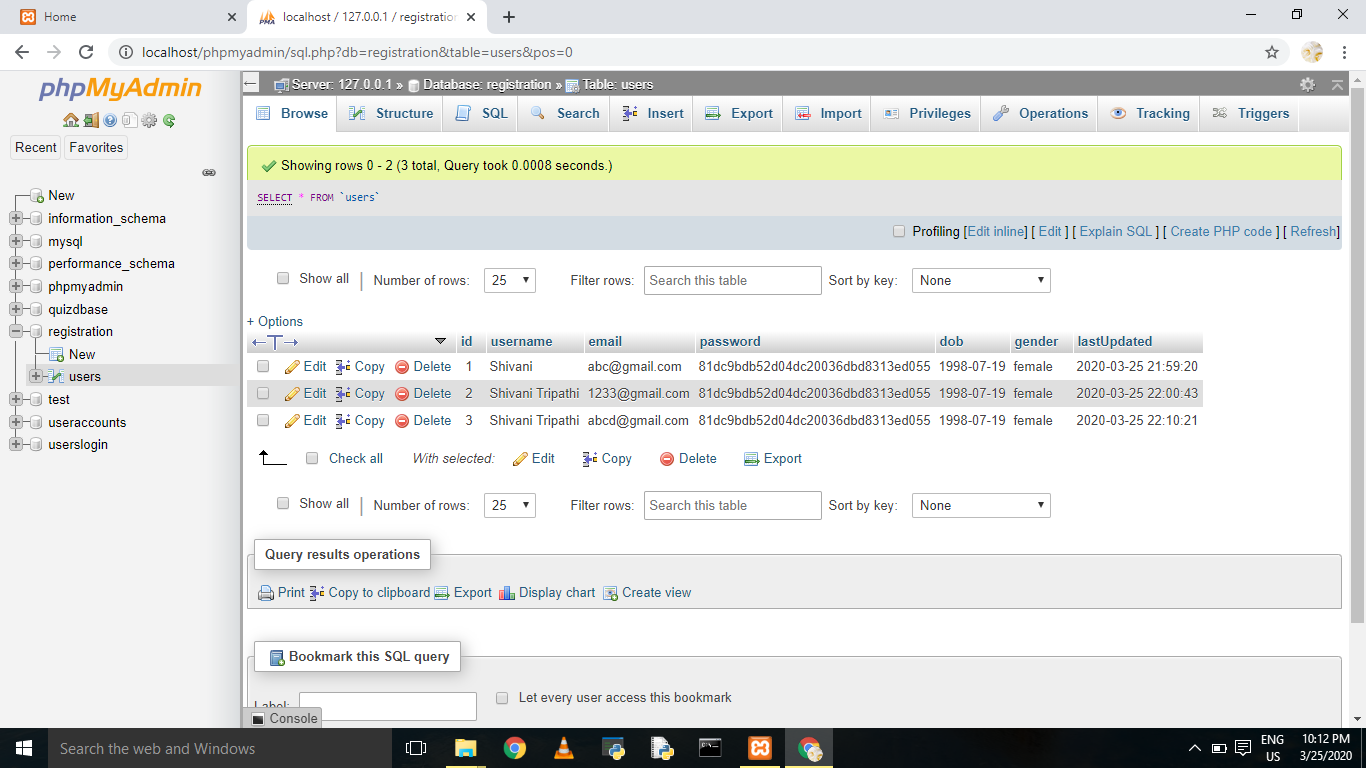 Home
localhost / 127.0.0.1 / registration
localhost/phpmyadmin/sql.php?db=registration&table=users&pos=0
phpMyAdmin
Recent Favorites
New
information_schema
mysql
performance_schema
phpmyadmin
quizdbase
registration
New
users
test
useraccounts
userslogin
Server: 127.0.0.1 » Database: registration » Table: users
Browse Structure SQL Search Insert Export Import Privileges Operations Tracking Triggers
Showing rows 0 - 2 (3 total, Query took 0.0008 seconds.)
SELECT * FROM `users`
Profiling [Edit inline] [ Edit ] [ Explain SQL ] [ Create PHP code ] [ Refresh]
Show all | Number of rows: 25 Filter rows: Search this table Sort by key: None
+ Options
←T→ id username email password dob gender lastUpdated
Edit Copy Delete 1 Shivani abc@gmail.com 81dc9bdb52d04dc20036dbd8313ed055 1998-07-19 female 2020-03-25 21:59:20
Edit Copy Delete 2 Shivani Tripathi 1233@gmail.com 81dc9bdb52d04dc20036dbd8313ed055 1998-07-19 female 2020-03-25 22:00:43
Edit Copy Delete 3 Shivani Tripathi abcd@gmail.com 81dc9bdb52d04dc20036dbd8313ed055 1998-07-19 female 2020-03-25 22:10:21
Check all With selected: Edit Copy Delete Export
Show all | Number of rows: 25 Filter rows: Search this table Sort by key: None
Query results operations
Print Copy to clipboard Export Display chart Create view
Bookmark this SQL query
Label: Let every user access this bookmark
Console
Search the web and Windows
ENG 10:12 PM
US 3/25/2020